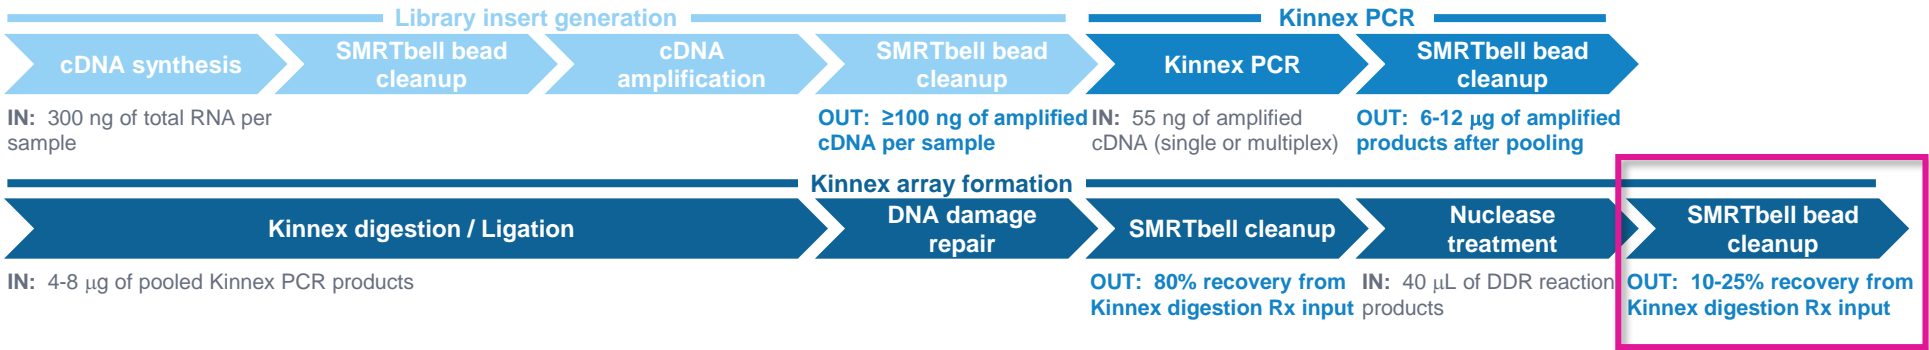 Library insert generation
Kinnex PCR
cDNA synthesis
SMRTbell bead
cleanup
cDNA
amplification
SMRTbell bead
cleanup
Kinnex PCR
SMRTbell bead
cleanup
IN: 300 ng of total RNA per
sample
OUT: ≥100 ng of amplified
cDNA per sample
IN: 55 ng of amplified
cDNA (single or multiplex)
OUT: 6-12 μg of amplified
products after pooling
Kinnex array formation
Kinnex digestion / Ligation
DNA damage
repair
SMRTbell cleanup
Nuclease
treatment
SMRTbell bead
cleanup
IN: 4-8 μg of pooled Kinnex PCR products
OUT: 80% recovery from
Kinnex digestion Rx input
IN: 40 μL of DDR reaction
products
OUT: 10-25% recovery from
Kinnex digestion Rx input